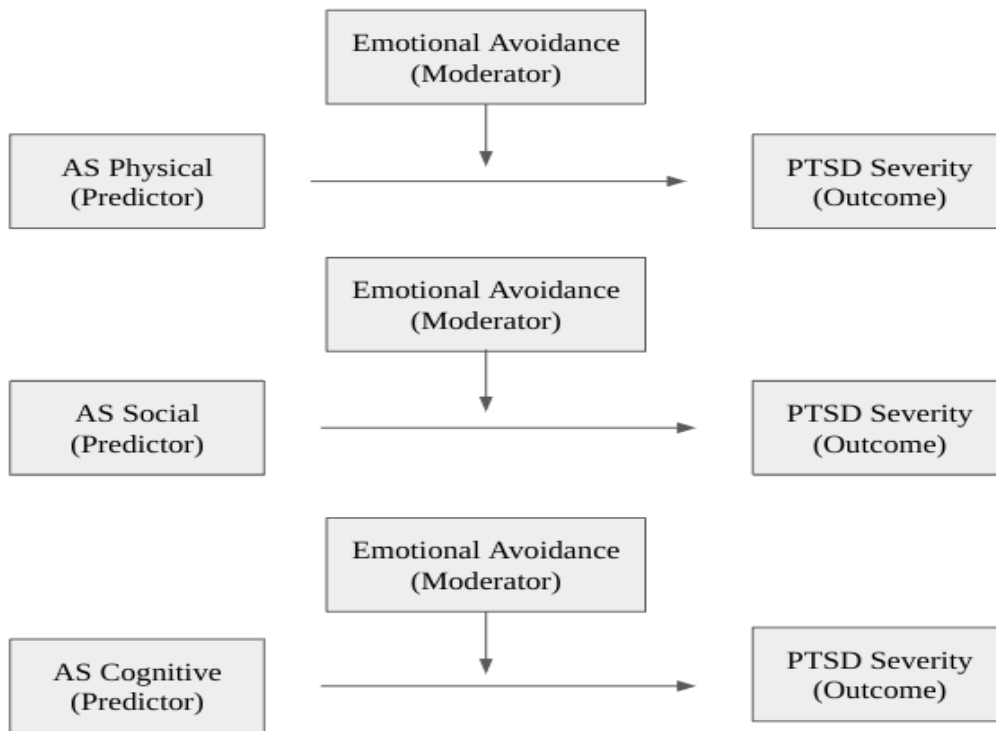 Emotional Avoidance
(Moderator)
AS Physical
(Predictor)
PTSD Severity
(Outcome)
Emotional Avoidance
(Moderator)
AS Social
(Predictor)
PTSD Severity
(Outcome)
Emotional Avoidance
(Moderator)
AS Cognitive
(Predictor)
PTSD Severity
(Outcome)